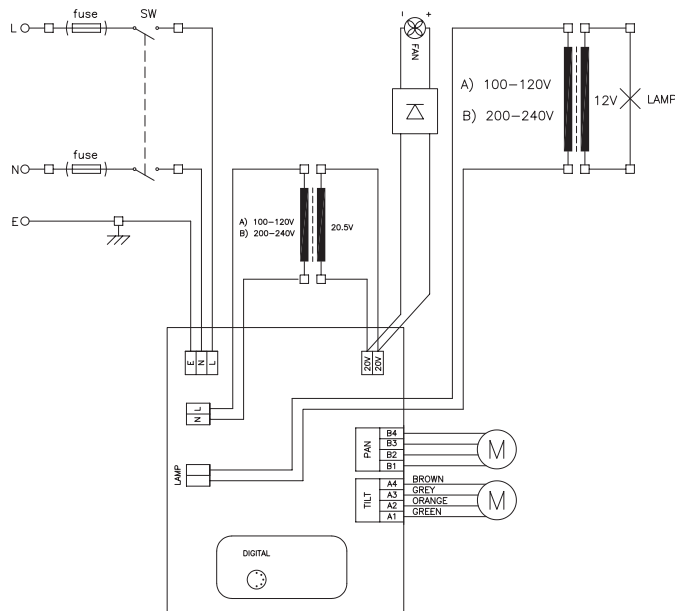 fuse
SW
L
-
+
FAN
A) 100-120V
B) 200-240V
12V
LAMP
fuse
N
E
A) 100-120V
B) 200-240V
20.5V
E
N
L
20V
20V
N L
LAMP
PAN
B4
B3
B2
B1
M
TILT
A4
A3
A2
A1
BROWN
GREY
ORANGE
GREEN
M
DIGITAL